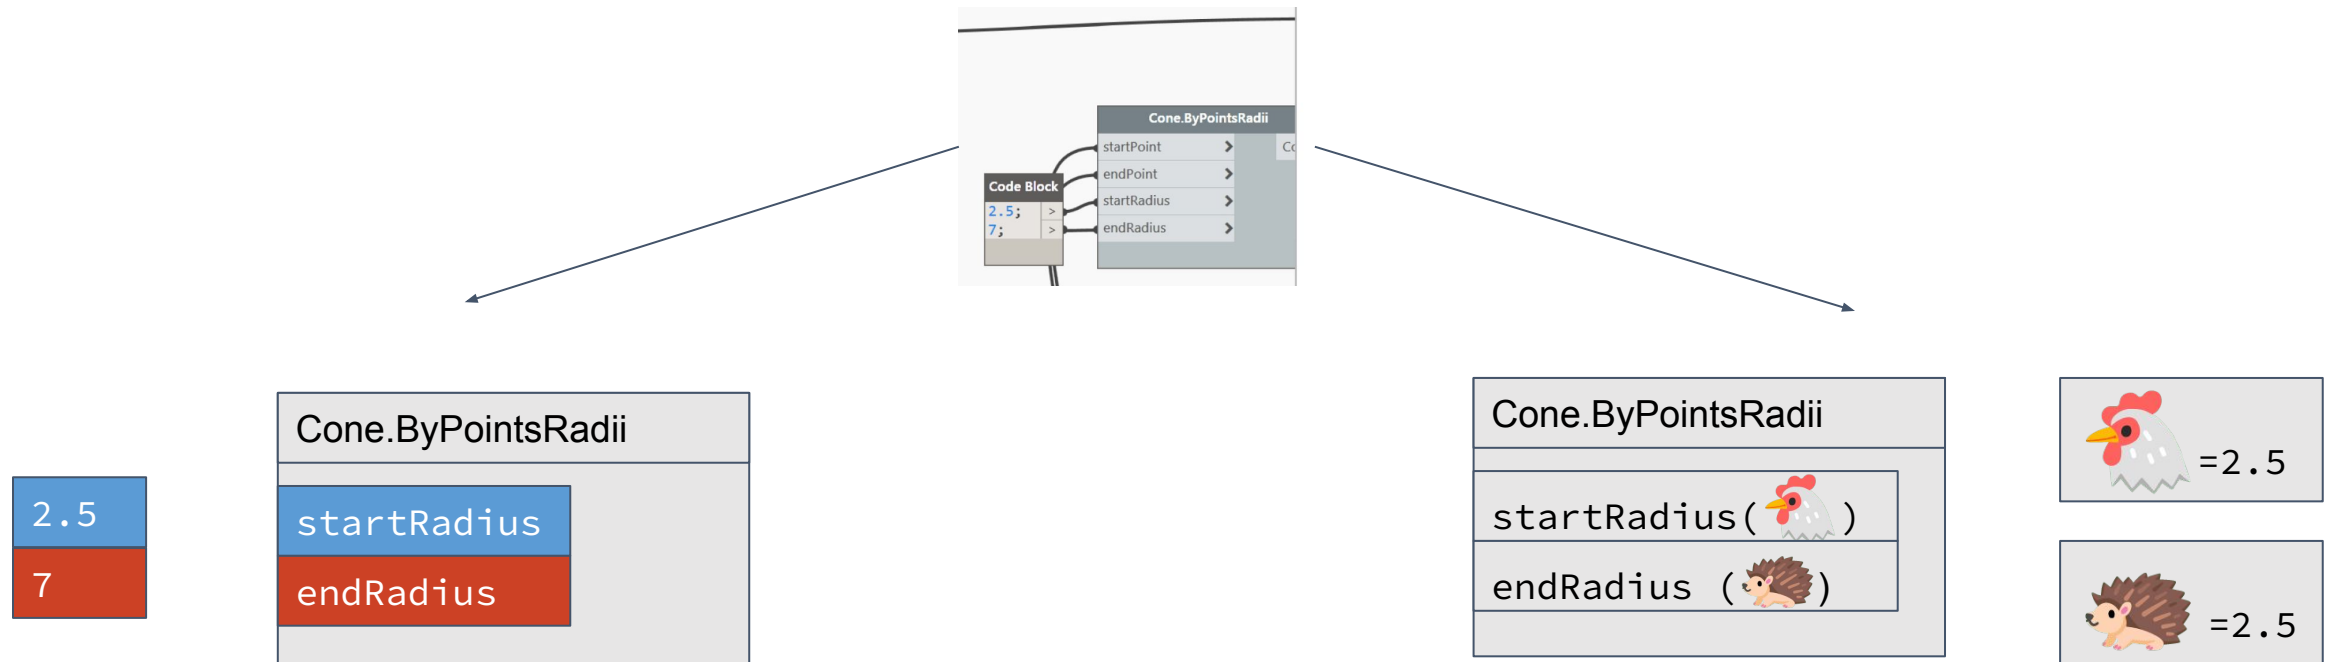 Cone.ByPointsRadii
startPoint
endPoint
startRadius
endRadius
Code Block
2.5; >
7; >
2.5
7
Cone.ByPointsRadii
startRadius
endRadius
Cone.ByPointsRadii
startRadius( )
endRadius ( )
=2.5
=2.5